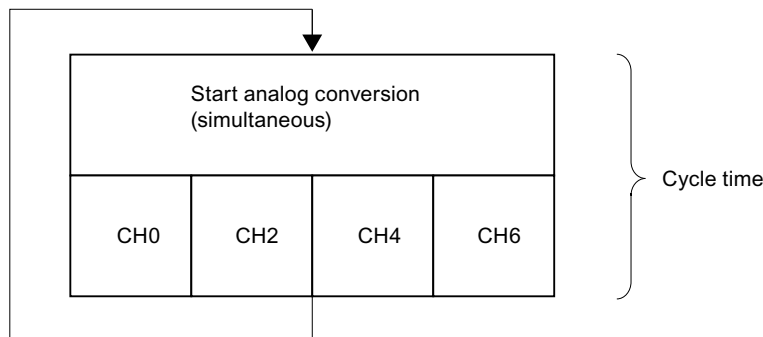 Start analog conversion
(simultaneous)
Cycle time
CH0
CH2
CH4
CH6